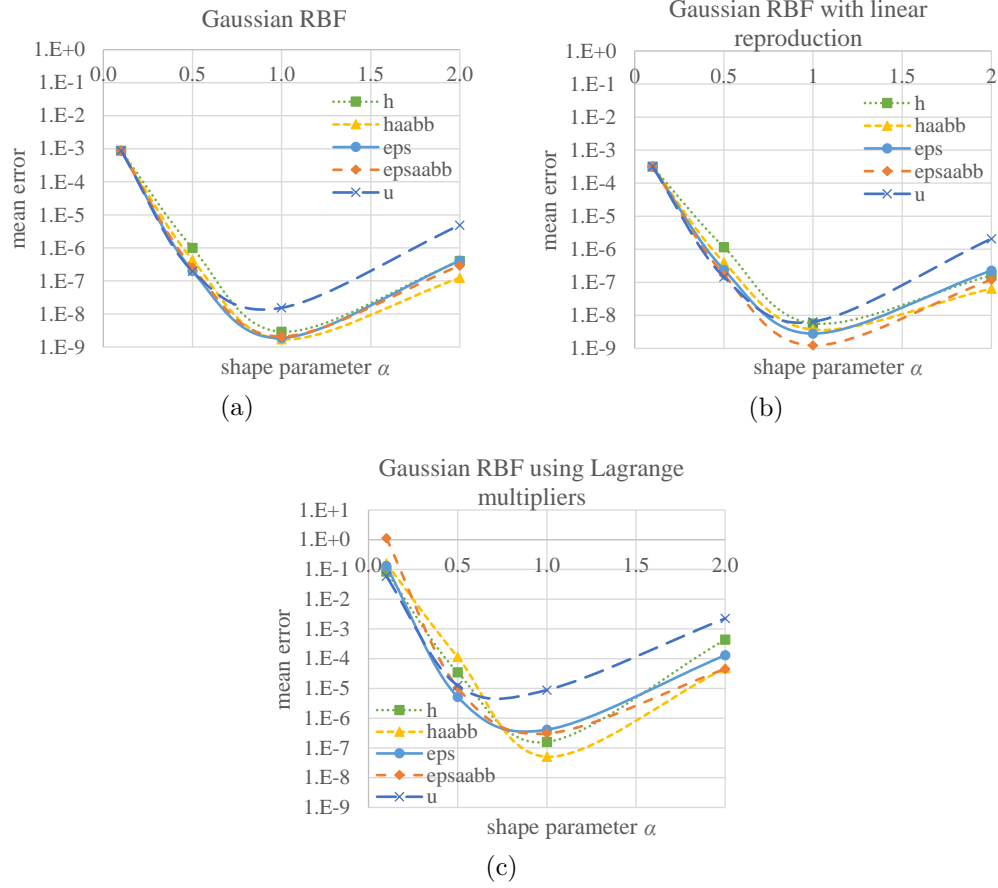 Gaussian RBF
1.E+0
0.0 0.5 1.0 1.5 2.0
1.E-1
1.E-2
1.E-3
1.E-4
1.E-5
1.E-6
1.E-7
1.E-8
1.E-9
mean error
h
haabb
eps
epsaabb
u
shape parameter α
(a)
Gaussian RBF with linear
reproduction
1.E+0
0 0.5 1 1.5 2
1.E-1
1.E-2
1.E-3
1.E-4
1.E-5
1.E-6
1.E-7
1.E-8
1.E-9
mean error
h
haabb
eps
epsaabb
u
shape parameter α
(b)
Gaussian RBF using Lagrange
multipliers
1.E+1
1.E+0
0.0 0.5 1.0 1.5 2.0
1.E-1
1.E-2
1.E-3
1.E-4
1.E-5
1.E-6
1.E-7
1.E-8
1.E-9
mean error
h
haabb
eps
epsaabb
u
shape parameter α
(c)